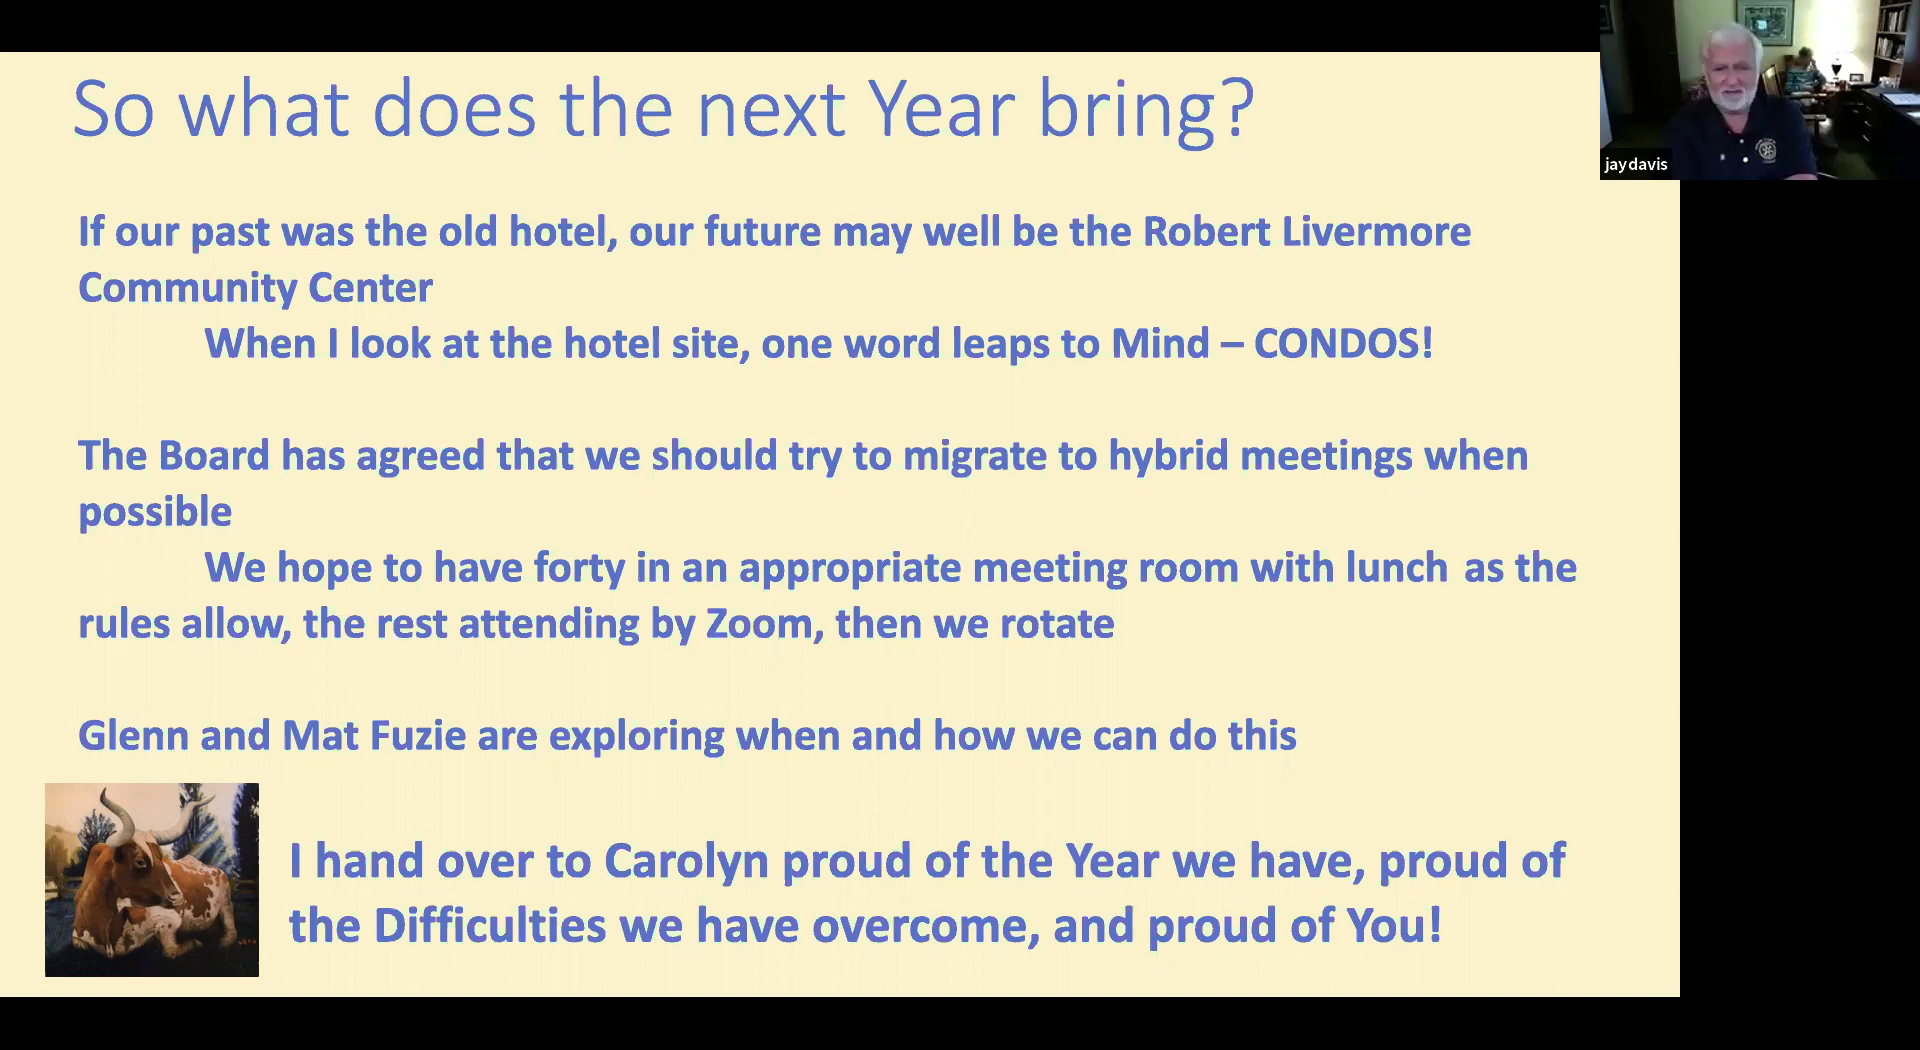 So what does the next Year bring?
jaydavis
If our past was the old hotel, our future may well be the Robert Livermore
Community Center
When I look at the hotel site, one word leaps to Mind – CONDOS!
The Board has agreed that we should try to migrate to hybrid meetings when
possible
We hope to have forty in an appropriate meeting room with lunch as the
rules allow, the rest attending by Zoom, then we rotate
Glenn and Mat Fuzie are exploring when and how we can do this
I hand over to Carolyn proud of the Year we have, proud of
the Difficulties we have overcome, and proud of You!